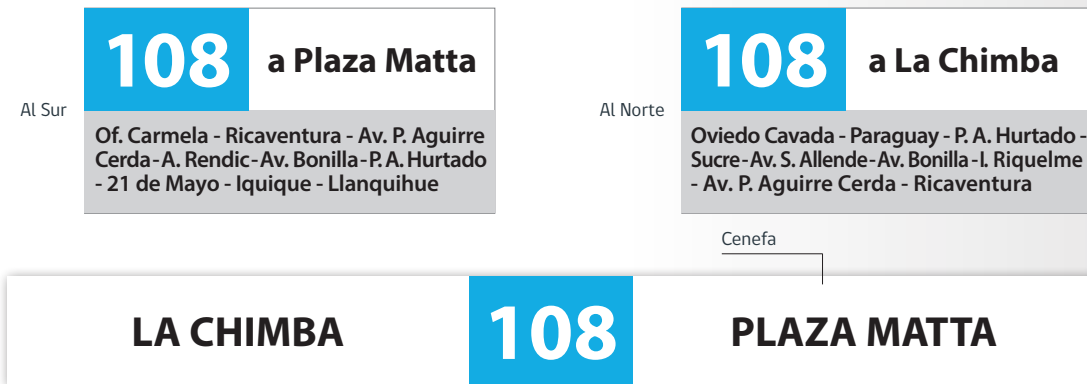 108 a Plaza Matta
Al Sur
Of. Carmela - Ricaventura - Av. P. Aguirre
Cerda - A. Rendic - Av. Bonilla - P. A. Hurtado
- 21 de Mayo - Iquique - Llanquihue
108 a La Chimba
Al Norte
Oviedo Cavada - Paraguay - P. A. Hurtado -
Sucre - Av. S. Allende - Av. Bonilla - I. Riquelme
- Av. P. Aguirre Cerda - Ricaventura
Cenefa
LA CHIMBA 108 PLAZA MATTA